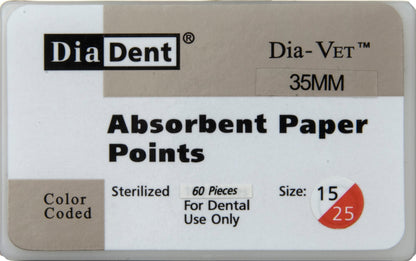 DiaDent®
Dia-Vet™
35MM
Absorbent Paper
Points
Color
Coded
Sterilized 60 Pieces Size: 15
For Dental
Use Only
25